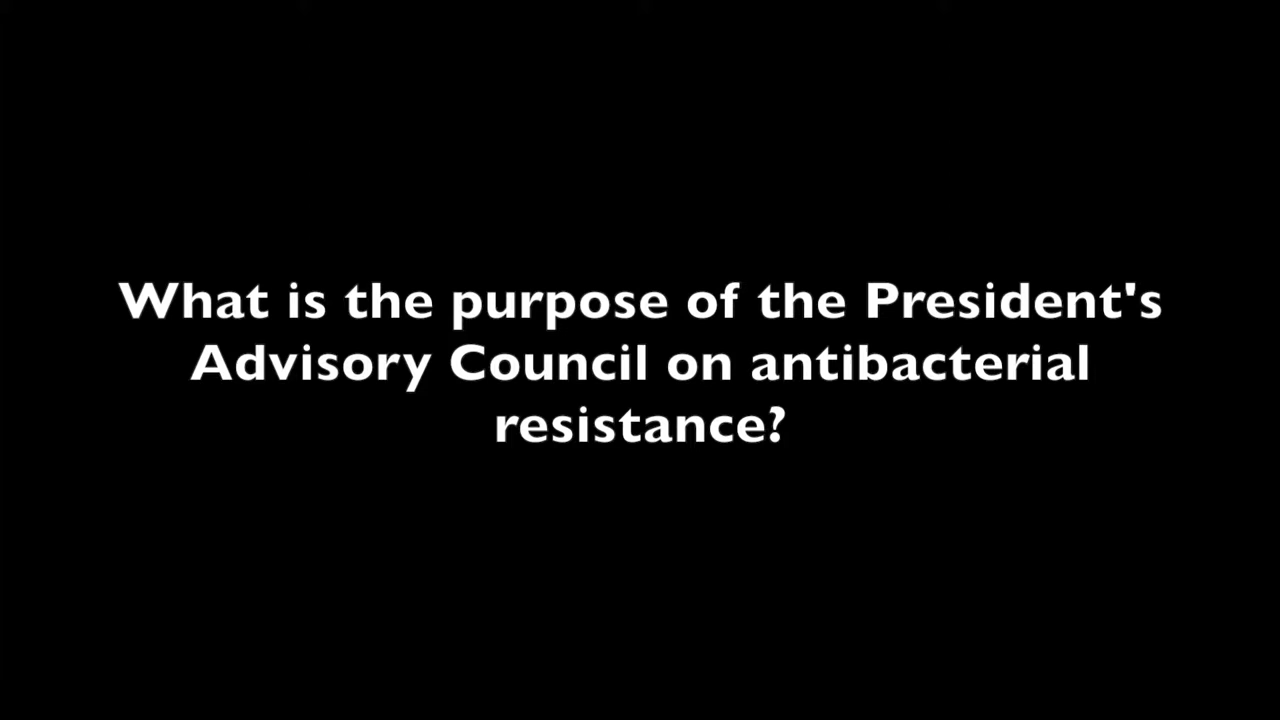 What is the purpose of the President's
Advisory Council on antibacterial
resistance?